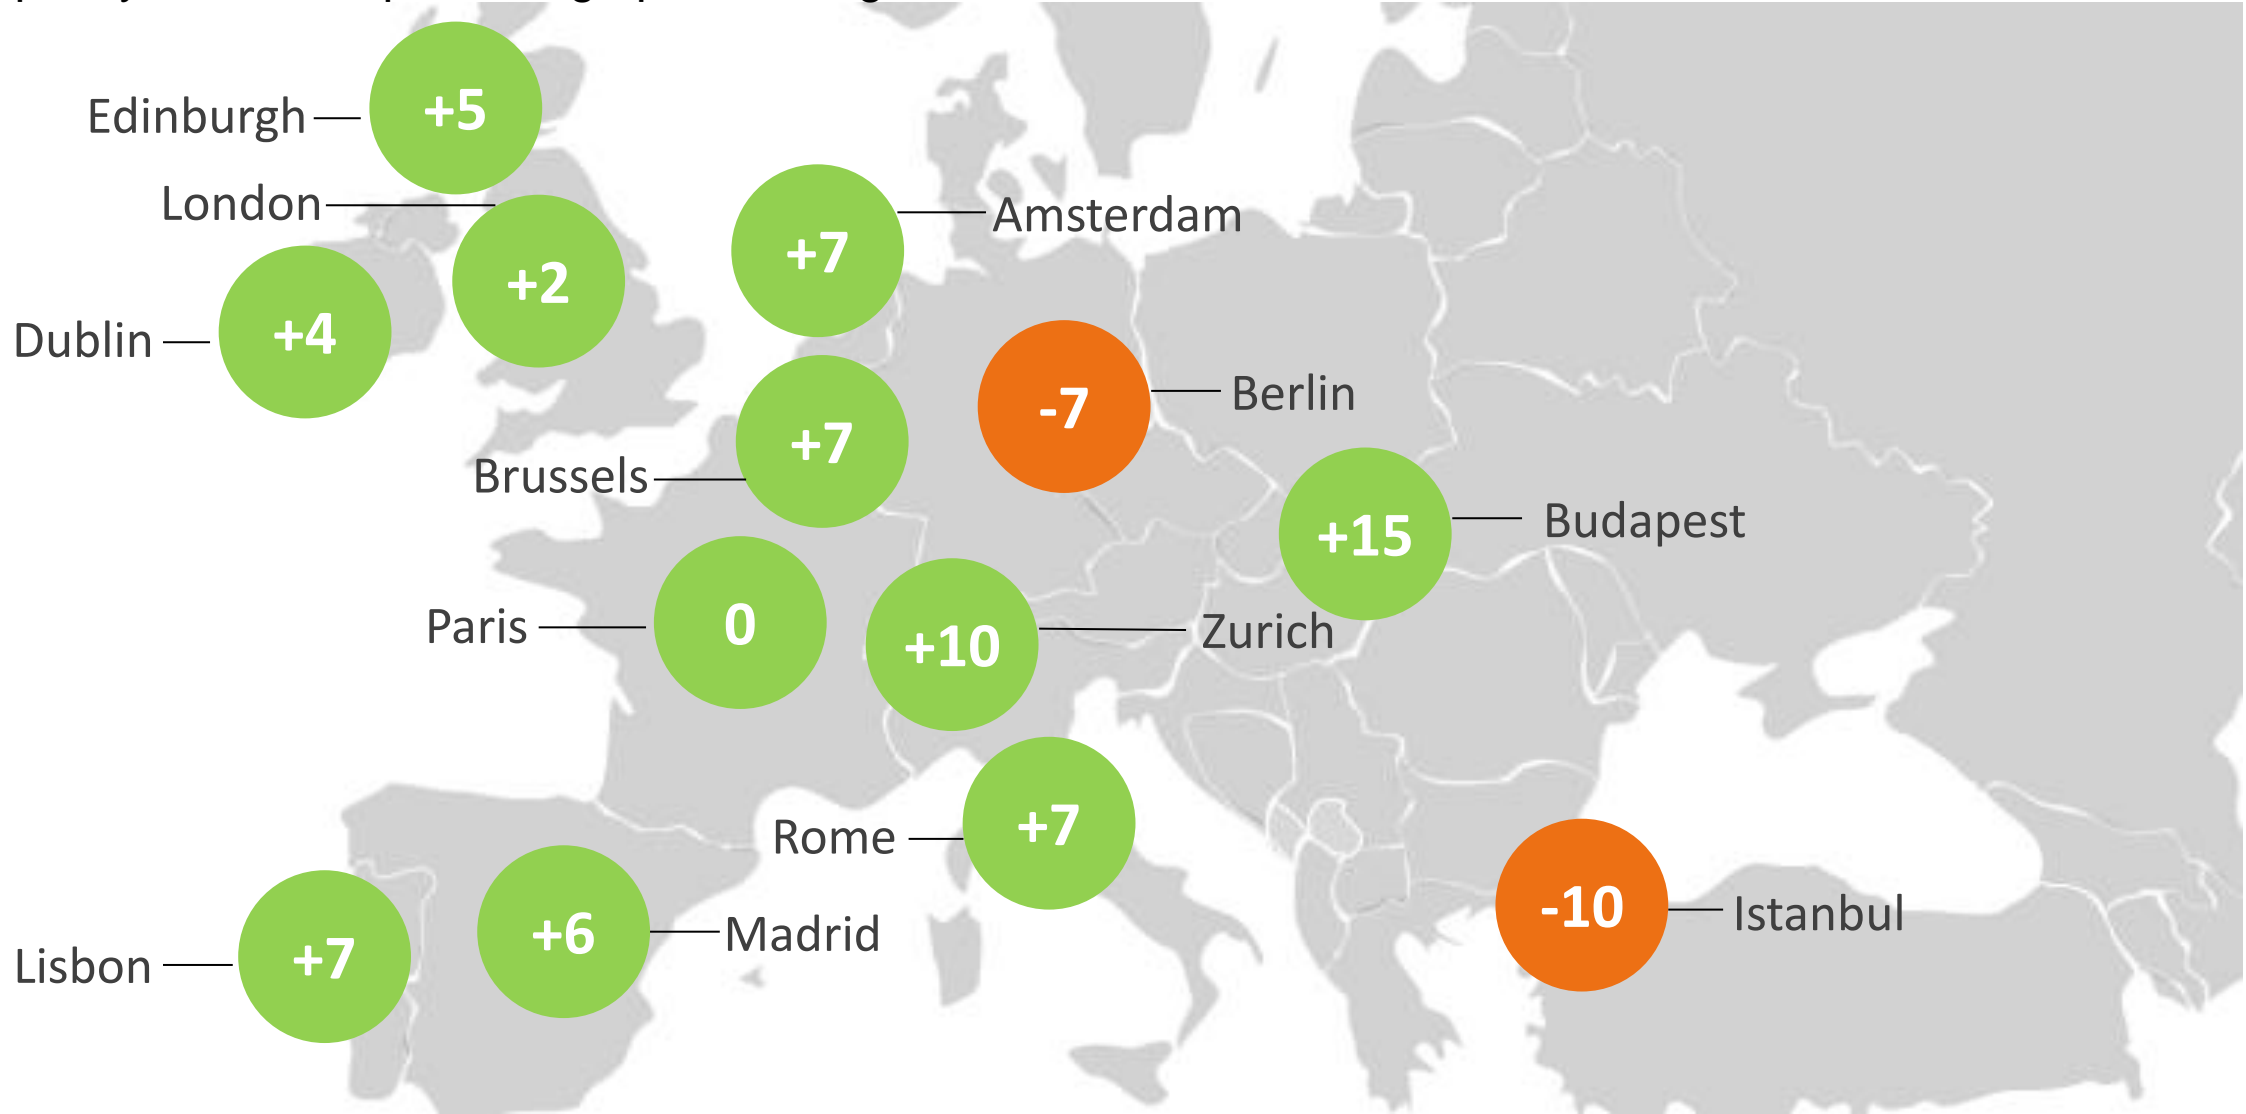 Edinburgh
+5
London
+2
Dublin
+4
+7
Amsterdam
-7
Berlin
Brussels
+7
+15
Budapest
Paris
0
+10
Zurich
Rome
+7
Lisbon
+7
+6
Madrid
-10
Istanbul